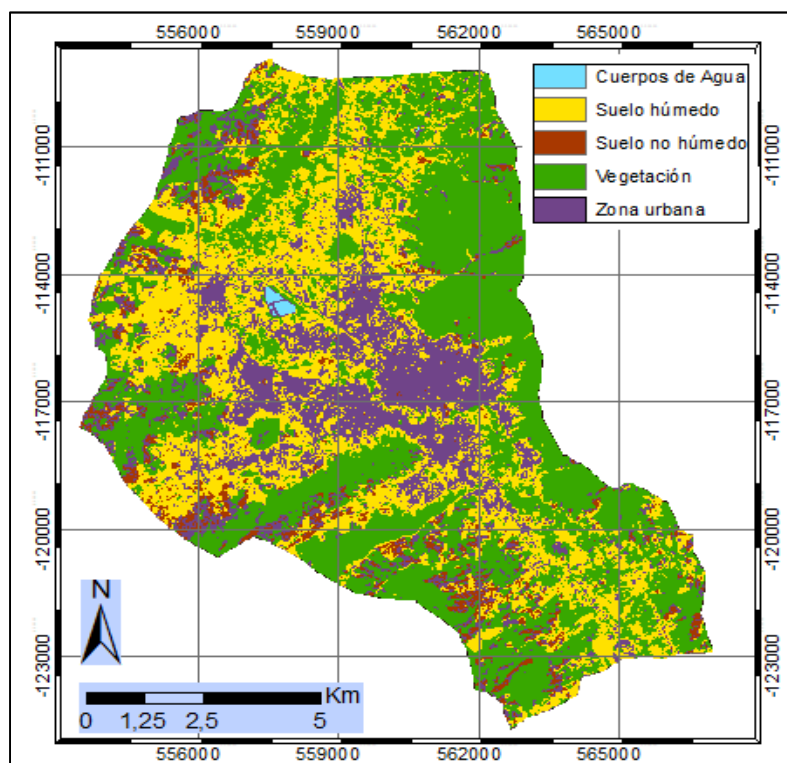 556000 559000 562000 565000
Cuerpos de Agua
Suelo húmedo
Suelo no húmedo
Vegetación
Zona urbana
-111000 -111000
-114000 -114000
-117000 -117000
-120000 -120000
-123000 -123000
N
Km
0 1,25 2,5 5
556000 559000 562000 565000